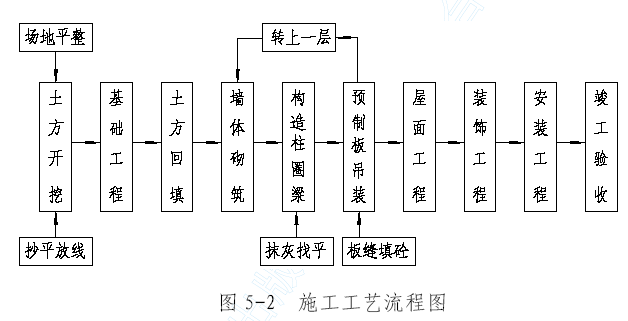 场地平整
转上一层
土方开挖
基础工程
土方回填
墙体砌筑
构造柱圈梁
预制板吊装
屋面工程
装饰工程
安装工程
竣工验收
抄平放线
抹灰找平
板缝填砼
图 5-2 施工工艺流程图